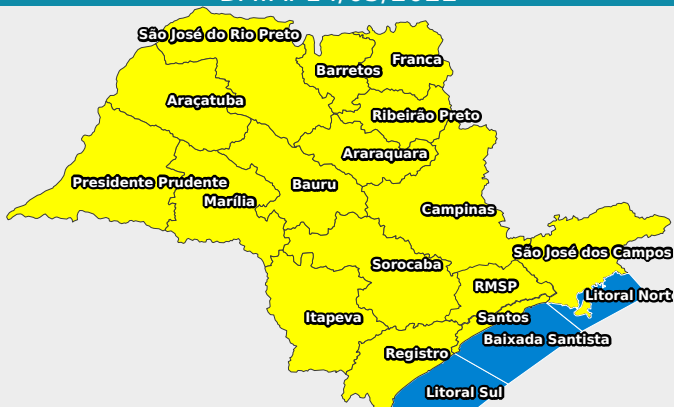 São José do Rio Preto
Franca
Barretos
Araçatuba
Ribeirão Preto
Araraquara
Presidente Prudente
Bauru
Marília
Campinas
São José dos Campos
Sorocaba
RMSP
Litoral Nort
Itapeva
Santos
Baixada Santista
Registro
Litoral Sul